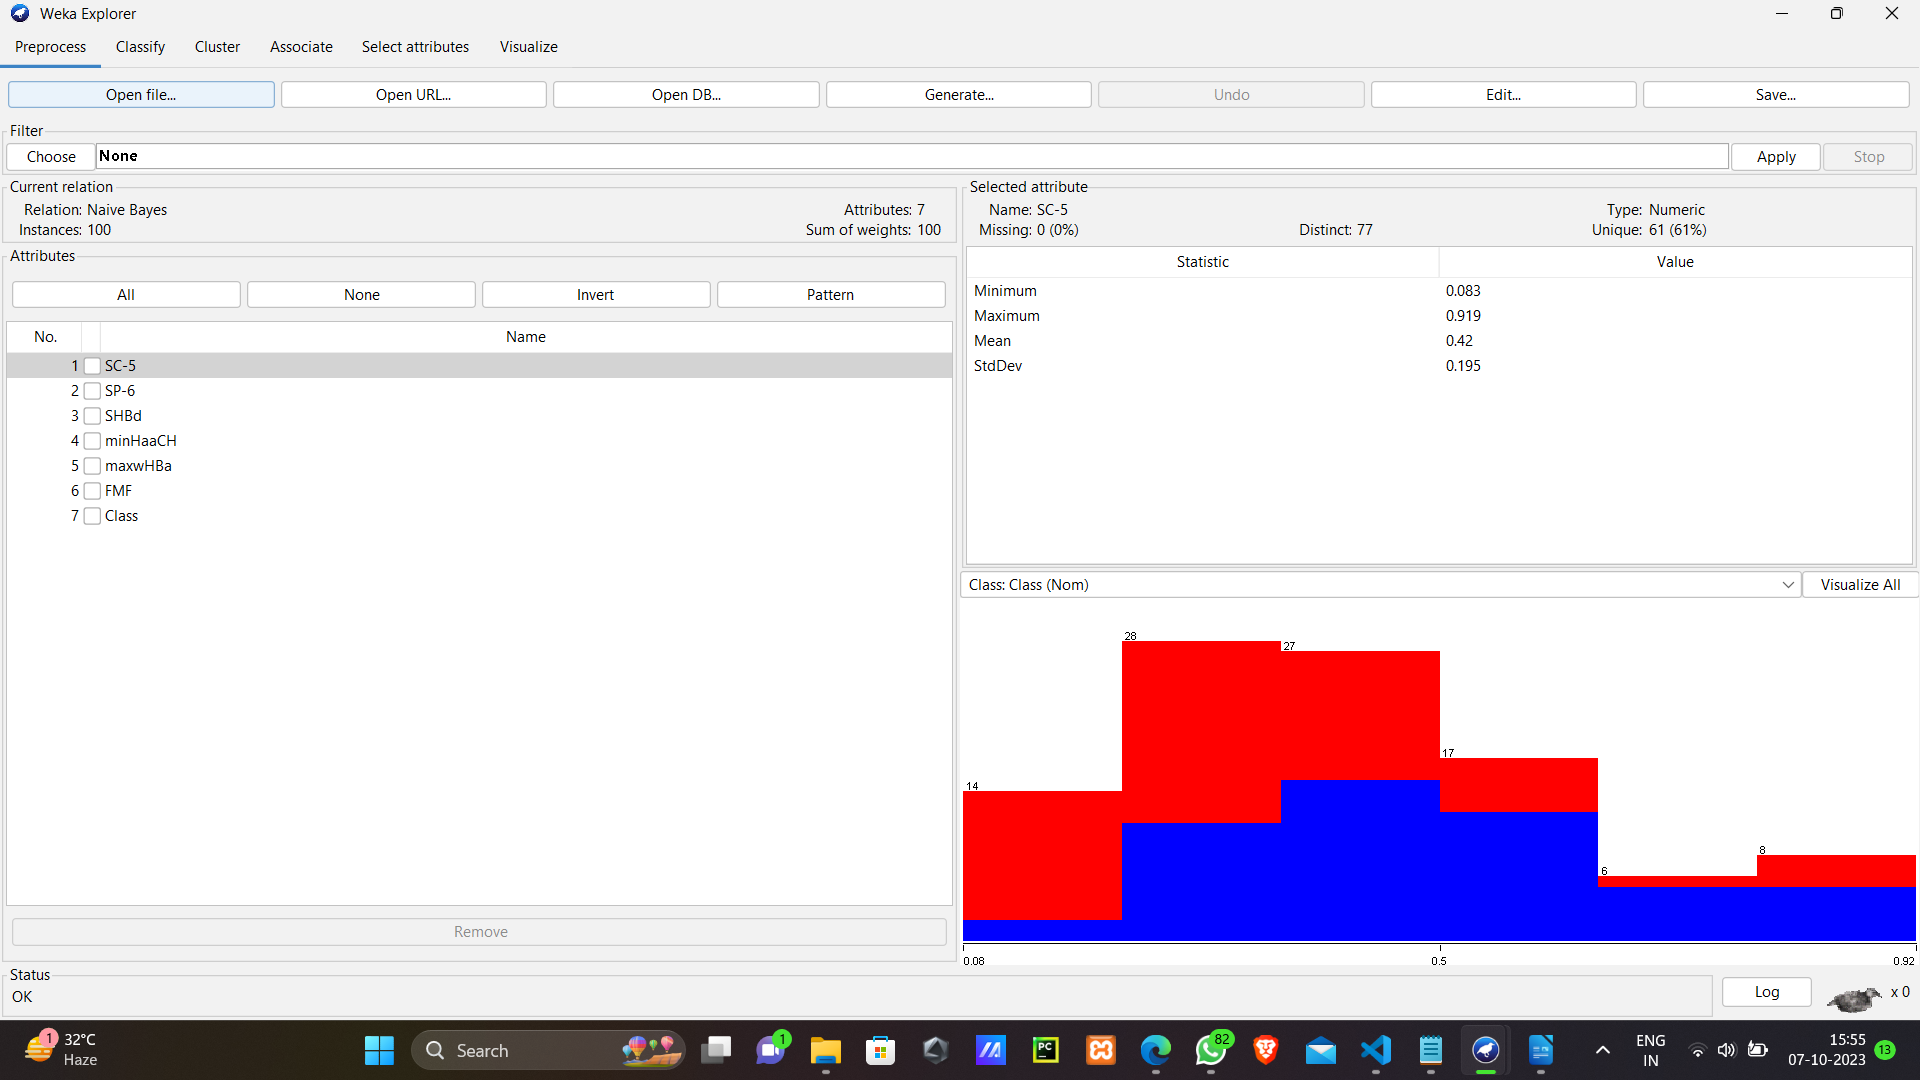 Weka Explorer
Preprocess Classify Cluster Associate Select attributes Visualize
Open file... Open URL... Open DB... Generate... Undo Edit... Save...
Filter
Choose None Apply Stop
Current relation
Relation: Naive Bayes Attributes: 7
Instances: 100 Sum of weights: 100
Attributes
All None Invert Pattern
No. Name
1 SC-5
2 SP-6
3 SHBd
4 minHaaCH
5 maxwHBa
6 FMF
7 Class
Remove
Selected attribute
Name: SC-5 Type: Numeric
Missing: 0 (0%) Distinct: 77 Unique: 61 (61%)
Statistic Value
Minimum 0.083
Maximum 0.919
Mean 0.42
StdDev 0.195
Class: Class (Nom) Visualize All
28
27
17
14
8
6
0.08 0.5 0.92
Status
OK
Log x 0
1 32°C
Haze
Search
1
PC
82
ENG
IN
15:55
07-10-2023
13